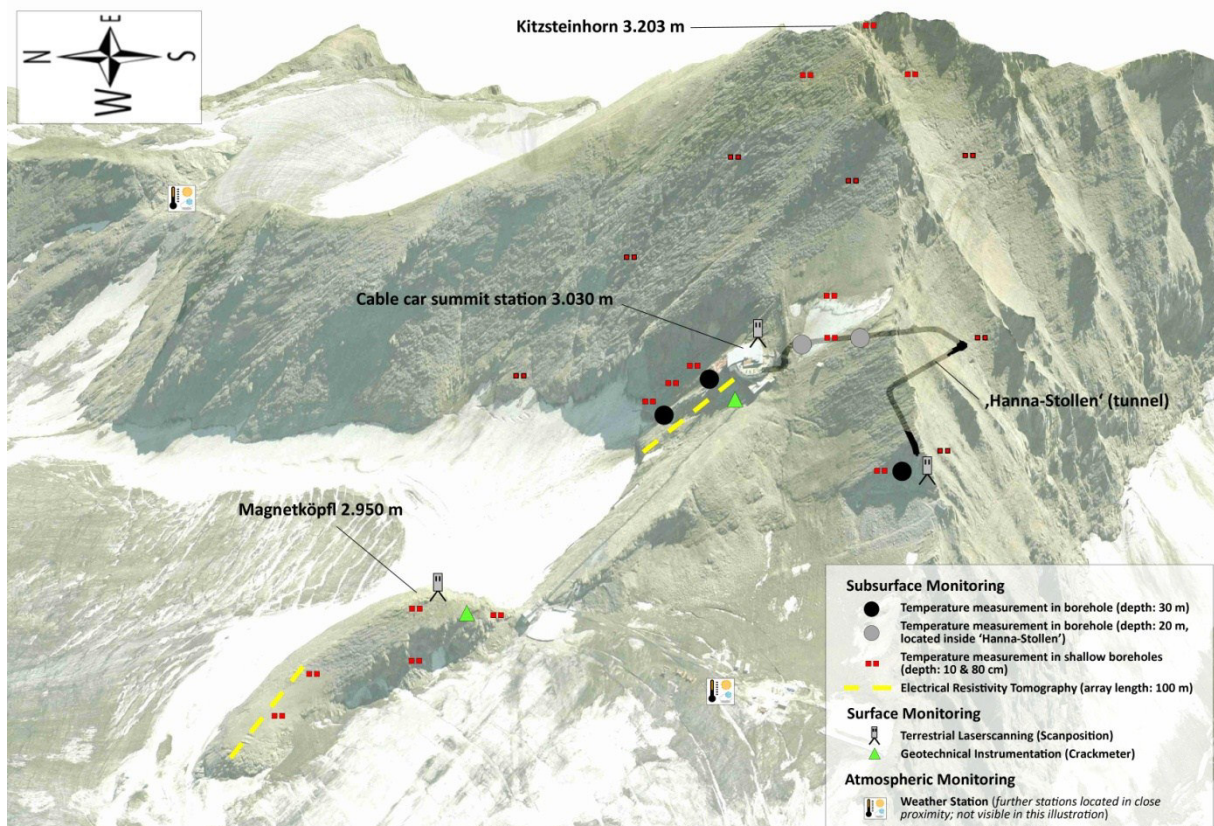 Kitzsteinhorn 3.203 m
N
E
S
W
Cable car summit station 3.030 m
‚Hanna-Stollen‘ (tunnel)
Magnetköpfl 2.950 m
Subsurface Monitoring
Temperature measurement in borehole (depth: 30 m)
Temperature measurement in borehole (depth: 20 m,
located inside ‘Hanna-Stollen’)
Temperature measurement in shallow boreholes
(depth: 10 & 80 cm)
Electrical Resistivity Tomography (array length: 100 m)
Surface Monitoring
Terrestrial Laserscanning (Scanposition)
Geotechnical Instrumentation (Crackmeter)
Atmospheric Monitoring
Weather Station (further stations located in close
proximity; not visible in this illustration)